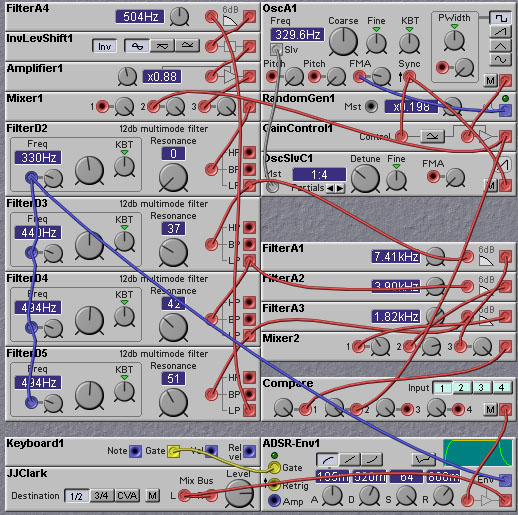 FilterA4 504Hz 6dB
InvLevShift1 Inv
Amplifier1 x0.88
Mixer1 1 2 3
FilterD2 12db multimode filter
Freq KBT Resonance
330Hz 0
HP
BP
LP
FilterD3 12db multimode filter
Freq KBT Resonance
440Hz 37
HP
BP
LP
FilterD4 12db multimode filter
Freq KBT Resonance
494Hz 42
HP
BP
LP
FilterD5 12db multimode filter
Freq KBT Resonance
494Hz 51
HP
BP
LP
Keyboard1 Note Gate Vel Rel vel
JJClark Mix Bus Level
Destination 1/2 3/4 CVA M L R
OscA1
Freq Coarse Fine KBT PWidth
329.6Hz
Slv
Pitch Pitch FMA Sync
M
RandomGen1 Mst x0.198
GainControl1 Control
OscSlvC1 Detune Fine FMA
Mst 1:4
Partials
FilterA1 7.41kHz 6dB
FilterA2 3.90kHz 6dB
FilterA3 1.82kHz 6dB
Mixer2 1 2 3
Compare Input 1 2 3 4
1 2 3 4 M
ADSR-Env1
Gate
Retrig 64
Amp A D S R
Env